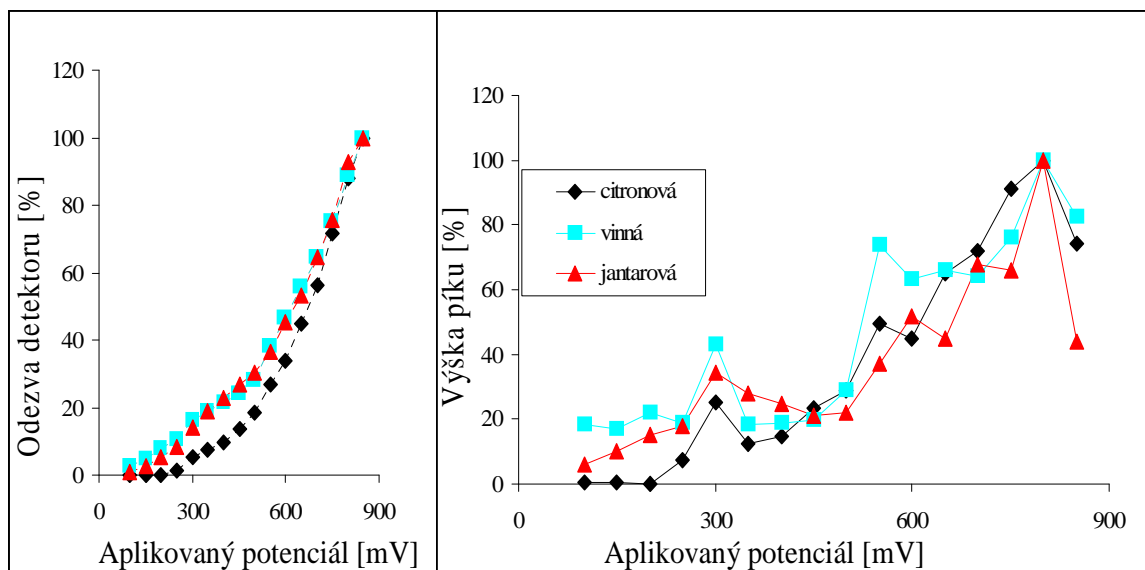 120
100
80
60
40
20
0
0 300 600 900
Odezva detektoru [%]
Aplikovaný potenciál [mV]
120
100
80
60
40
20
0
0 300 600 900
Výška píku [%]
Aplikovaný potenciál [mV]
citronová
vinná
jantarová